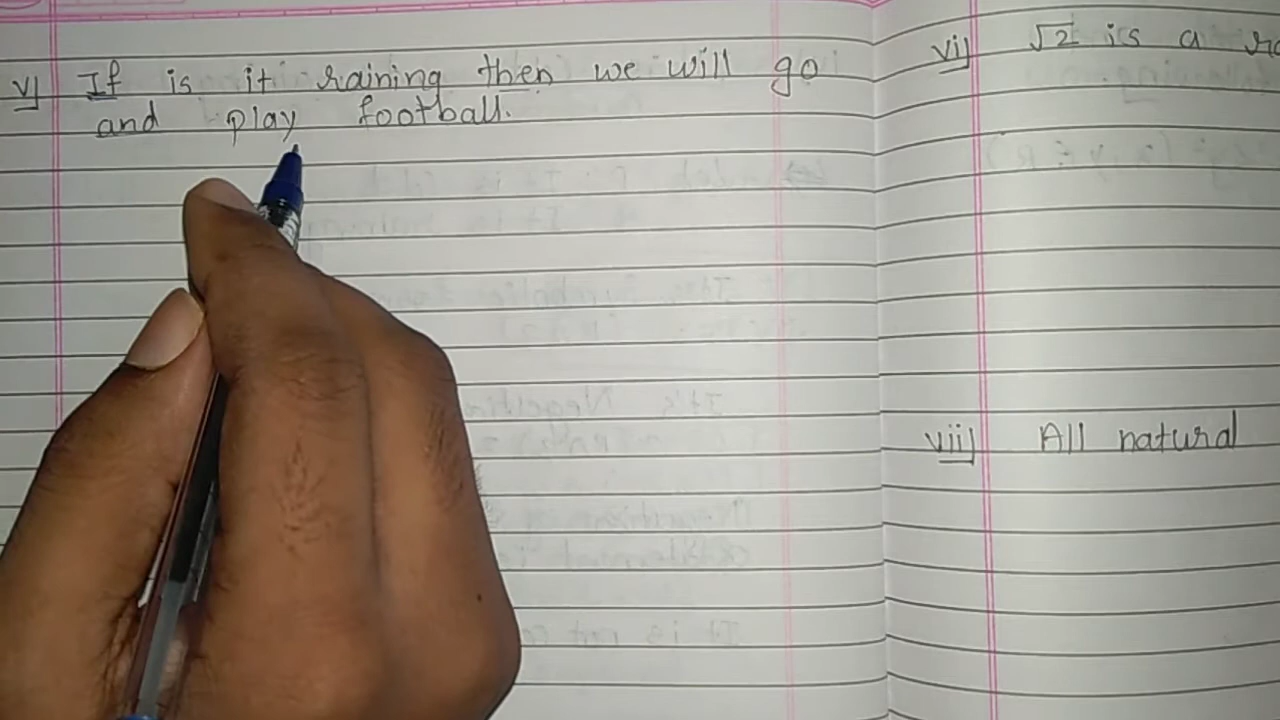 v) If is it raining then we will go
and play football.
vi) √2 is a
vii) All natural